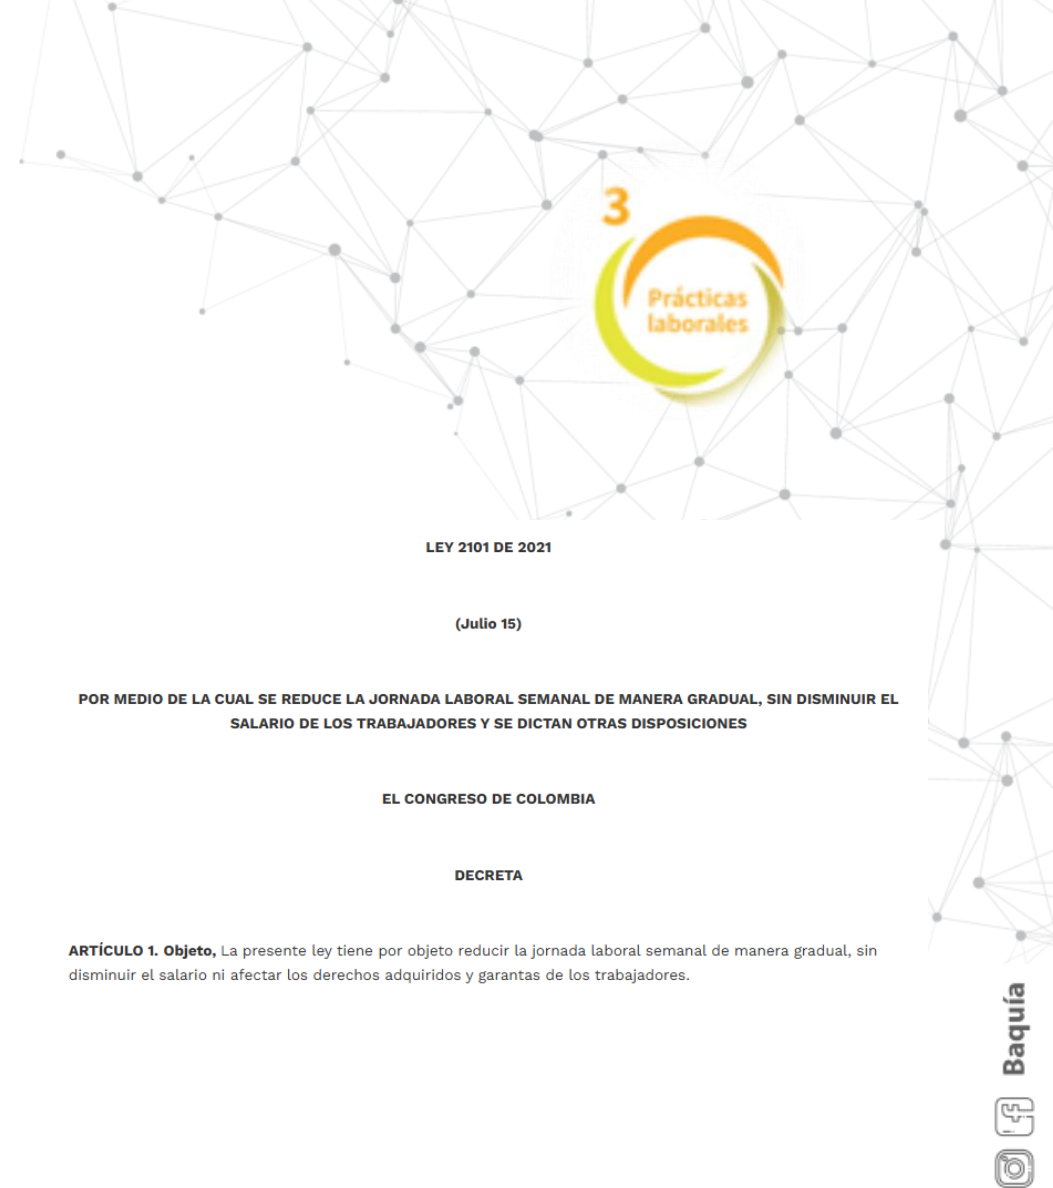 3
Prácticas
laborales
LEY 2101 DE 2021
(Julio 15)
POR MEDIO DE LA CUAL SE REDUCE LA JORNADA LABORAL SEMANAL DE MANERA GRADUAL, SIN DISMINUIR EL
SALARIO DE LOS TRABAJADORES Y SE DICTAN OTRAS DISPOSICIONES
EL CONGRESO DE COLOMBIA
DECRETA
ARTÍCULO 1. Objeto, La presente ley tiene por objeto reducir la jornada laboral semanal de manera gradual, sin
disminuir el salario ni afectar los derechos adquiridos y garantas de los trabajadores.
Baquía